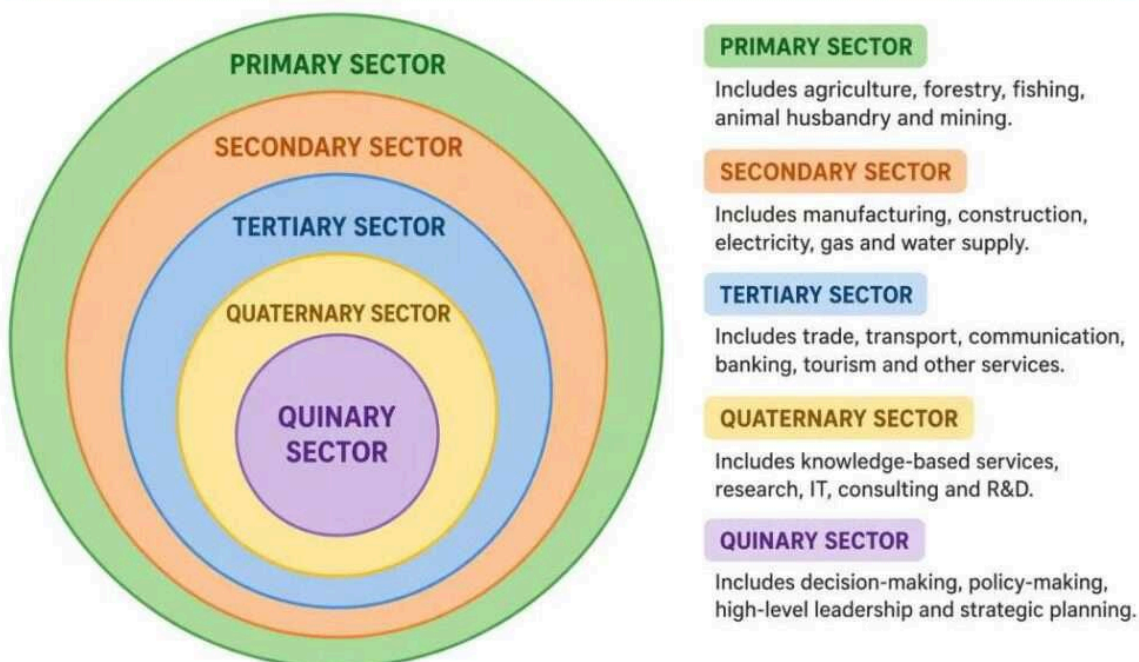 PRIMARY SECTOR
SECONDARY SECTOR
TERTIARY SECTOR
QUATERNARY SECTOR
QUINARY
SECTOR
PRIMARY SECTOR
Includes agriculture, forestry, fishing,
animal husbandry and mining.
SECONDARY SECTOR
Includes manufacturing, construction,
electricity, gas and water supply.
TERTIARY SECTOR
Includes trade, transport, communication,
banking, tourism and other services.
QUATERNARY SECTOR
Includes knowledge-based services,
research, IT, consulting and R&D.
QUINARY SECTOR
Includes decision-making, policy-making,
high-level leadership and strategic planning.